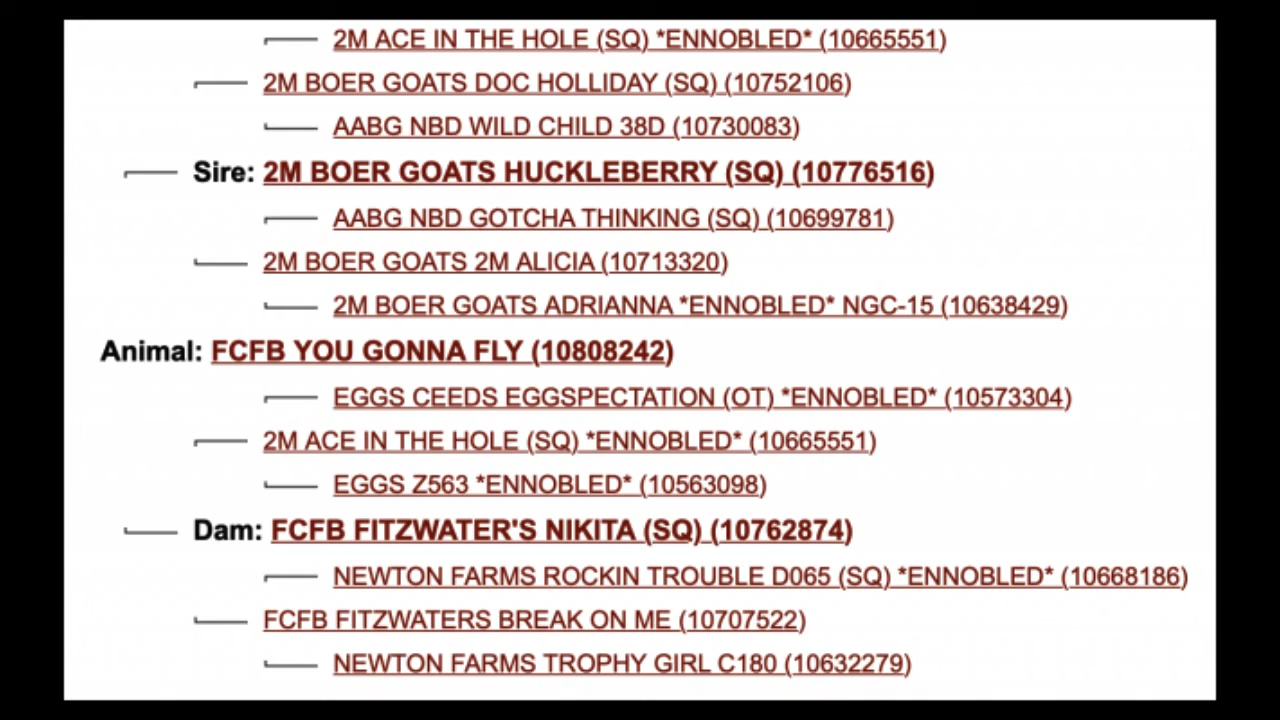 2M ACE IN THE HOLE (SQ) *ENNOBLED* (10665551)
2M BOER GOATS DOC HOLLIDAY (SQ) (10752106)
AABG NBD WILD CHILD 38D (10730083)
Sire: 2M BOER GOATS HUCKLEBERRY (SQ) (10776516)
AABG NBD GOTCHA THINKING (SQ) (10699781)
2M BOER GOATS 2M ALICIA (10713320)
2M BOER GOATS ADRIANNA *ENNOBLED* NGC-15 (10638429)
Animal: FCFB YOU GONNA FLY (10808242)
EGGS CEEDS EGGSPECTATION (OT) *ENNOBLED* (10573304)
2M ACE IN THE HOLE (SQ) *ENNOBLED* (10665551)
EGGS Z563 *ENNOBLED* (10563098)
Dam: FCFB FITZWATER'S NIKITA (SQ) (10762874)
NEWTON FARMS ROCKIN TROUBLE D065 (SQ) *ENNOBLED* (10668186)
FCFB FITZWATERS BREAK ON ME (10707522)
NEWTON FARMS TROPHY GIRL C180 (10632279)